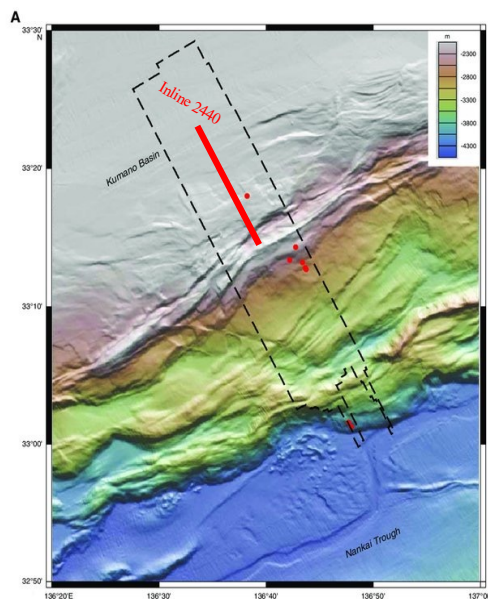 A
33°30'
N
m
-2300
-2800
-3300
-3800
-4300
Inline 2440
Kumano Basin
33°20'
33°10'
33°00'
Nankai Trough
32°50'
136°20'E
136°30'
136°40'
136°50'
137°0